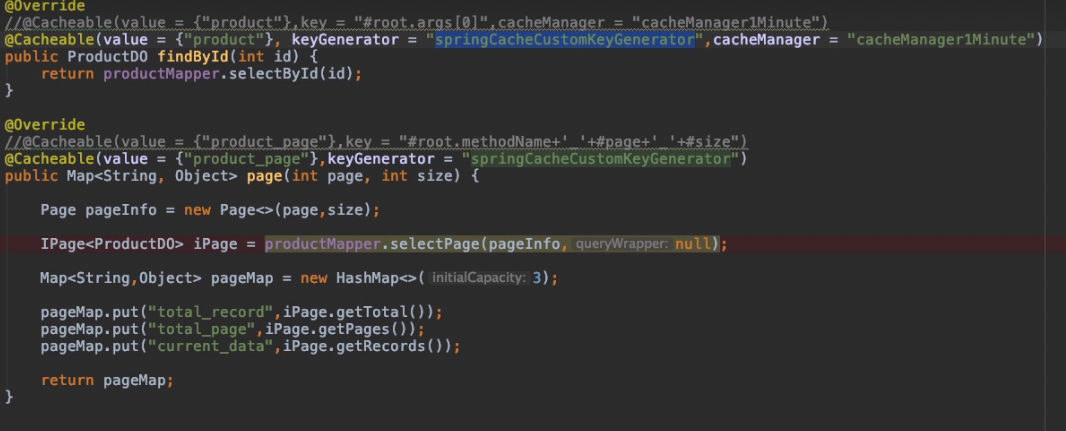 @Override
//@Cacheable(value = {"product"},key = "#root.args[0]",cacheManager = "cacheManager1Minute")
@Cacheable(value = {"product"}, keyGenerator = "springCacheCustomKeyGenerator",cacheManager = "cacheManager1Minute")
public ProductDO findById(int id) {
    return productMapper.selectById(id);
}
@Override
//@Cacheable(value = {"product_page"},key = "#root.methodName+'_'+#page+'_'+#size")
@Cacheable(value = {"product_page"},keyGenerator = "springCacheCustomKeyGenerator")
public Map<String, Object> page(int page, int size) {
    Page pageInfo = new Page<>(page,size);
    IPage<ProductDO> iPage = productMapper.selectPage(pageInfo, queryWrapper: null);
    Map<String,Object> pageMap = new HashMap<>( initialCapacity: 3);
    pageMap.put("total_record",iPage.getTotal());
    pageMap.put("total_page",iPage.getPages());
    pageMap.put("current_data",iPage.getRecords());
    return pageMap;
}